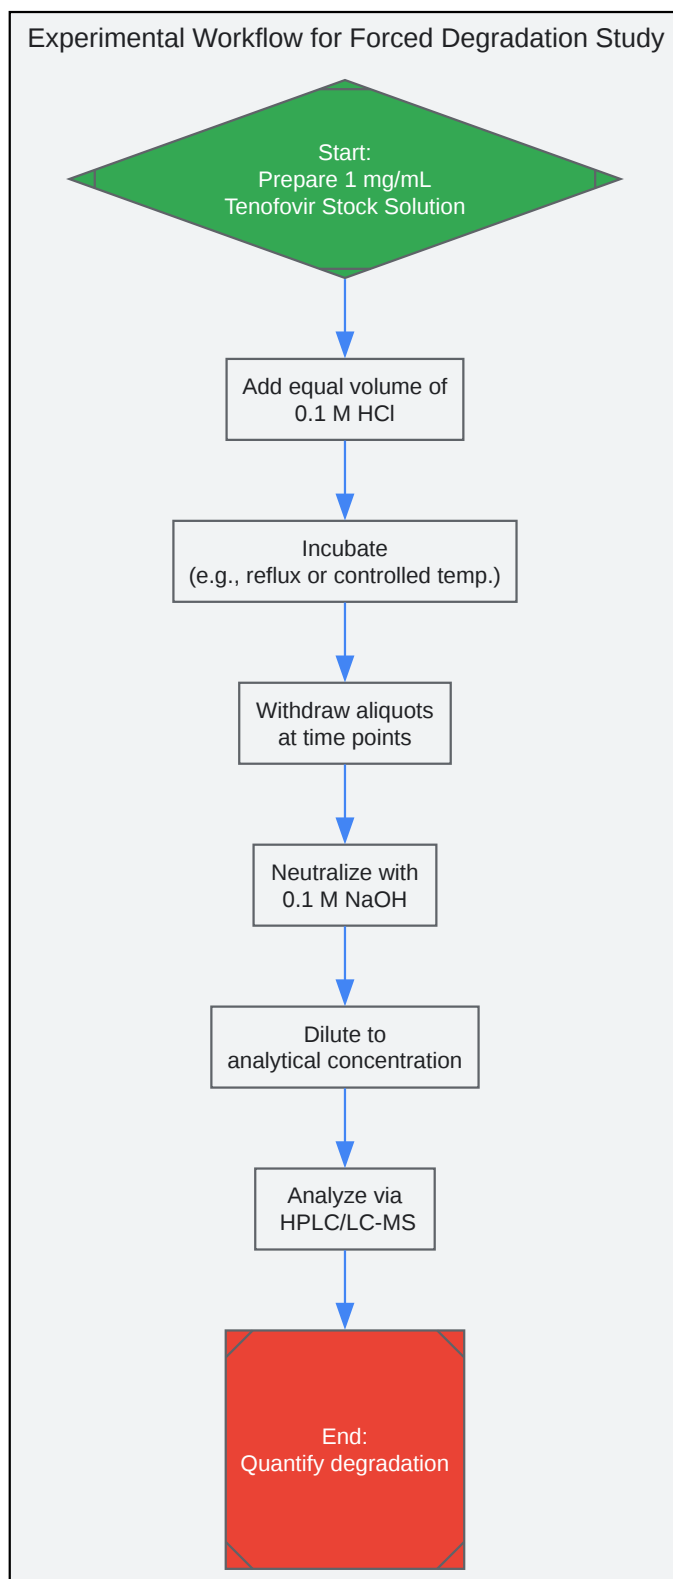 Experimental Workflow for Forced Degradation Study
Start:
Prepare 1 mg/mL
Tenofovir Stock Solution
Add equal volume of
0.1 M HCl
Incubate
(e.g., reflux or controlled temp.)
Withdraw aliquots
at time points
Neutralize with
0.1 M NaOH
Dilute to
analytical concentration
Analyze via
HPLC/LC-MS
End:
Quantify degradation